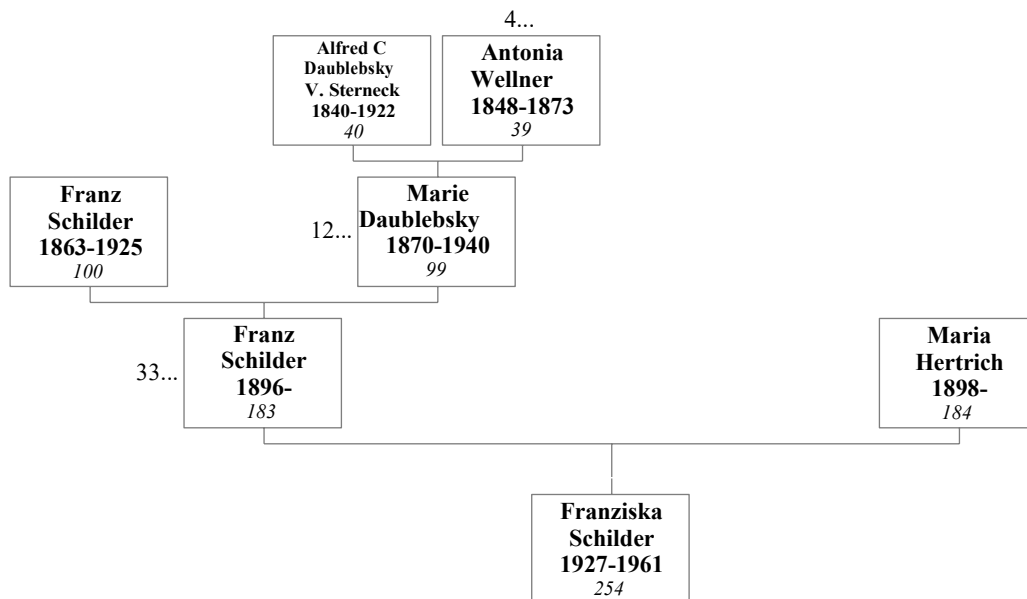 4...
Alfred C
Daublebsky
V. Sterneck
1840-1922
40
Antonia
Wellner
1848-1873
39
Franz
Schilder
1863-1925
100
12...
Marie
Daublebsky
1870-1940
99
33...
Franz
Schilder
1896-
183
Maria
Hertrich
1898-
184
Franziska
Schilder
1927-1961
254